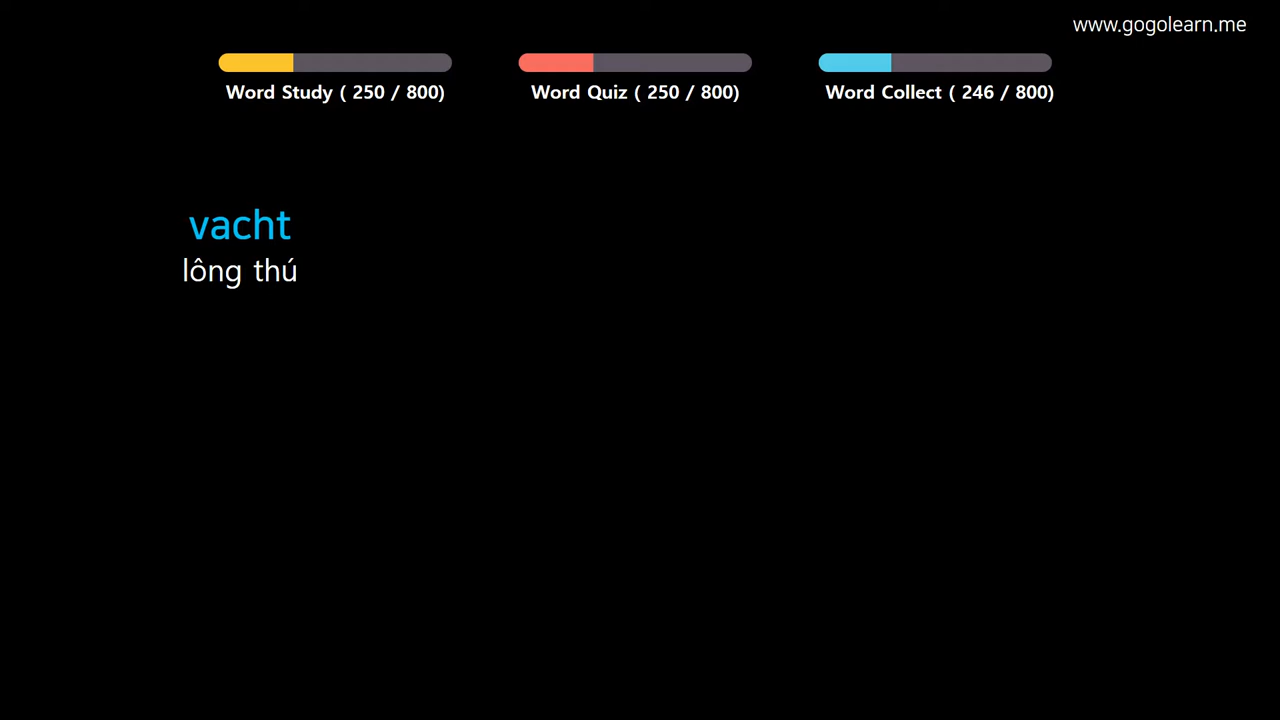 www.gogolearn.me
Word Study ( 250 / 800)
Word Quiz ( 250 / 800)
Word Collect ( 246 / 800)
vacht
lông thú